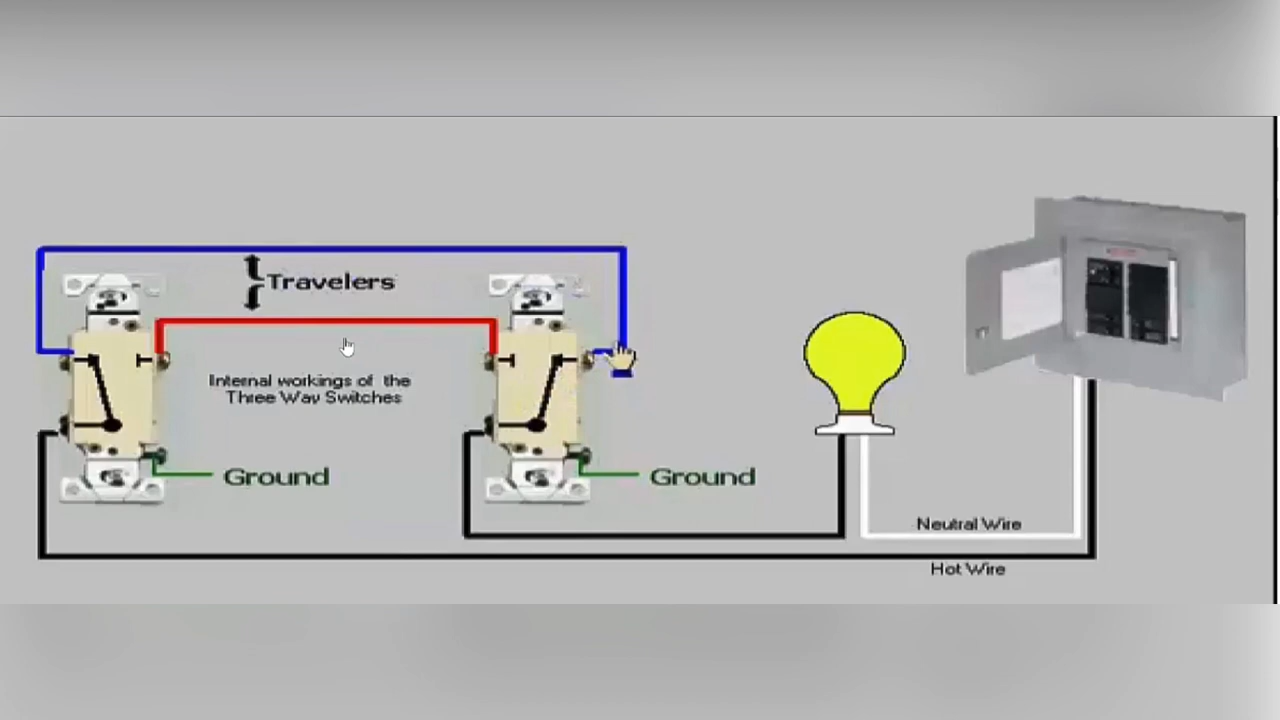 Travelers
Internal workings of the
Three Way Switches
Ground
Ground
Neutral Wire
Hot Wire